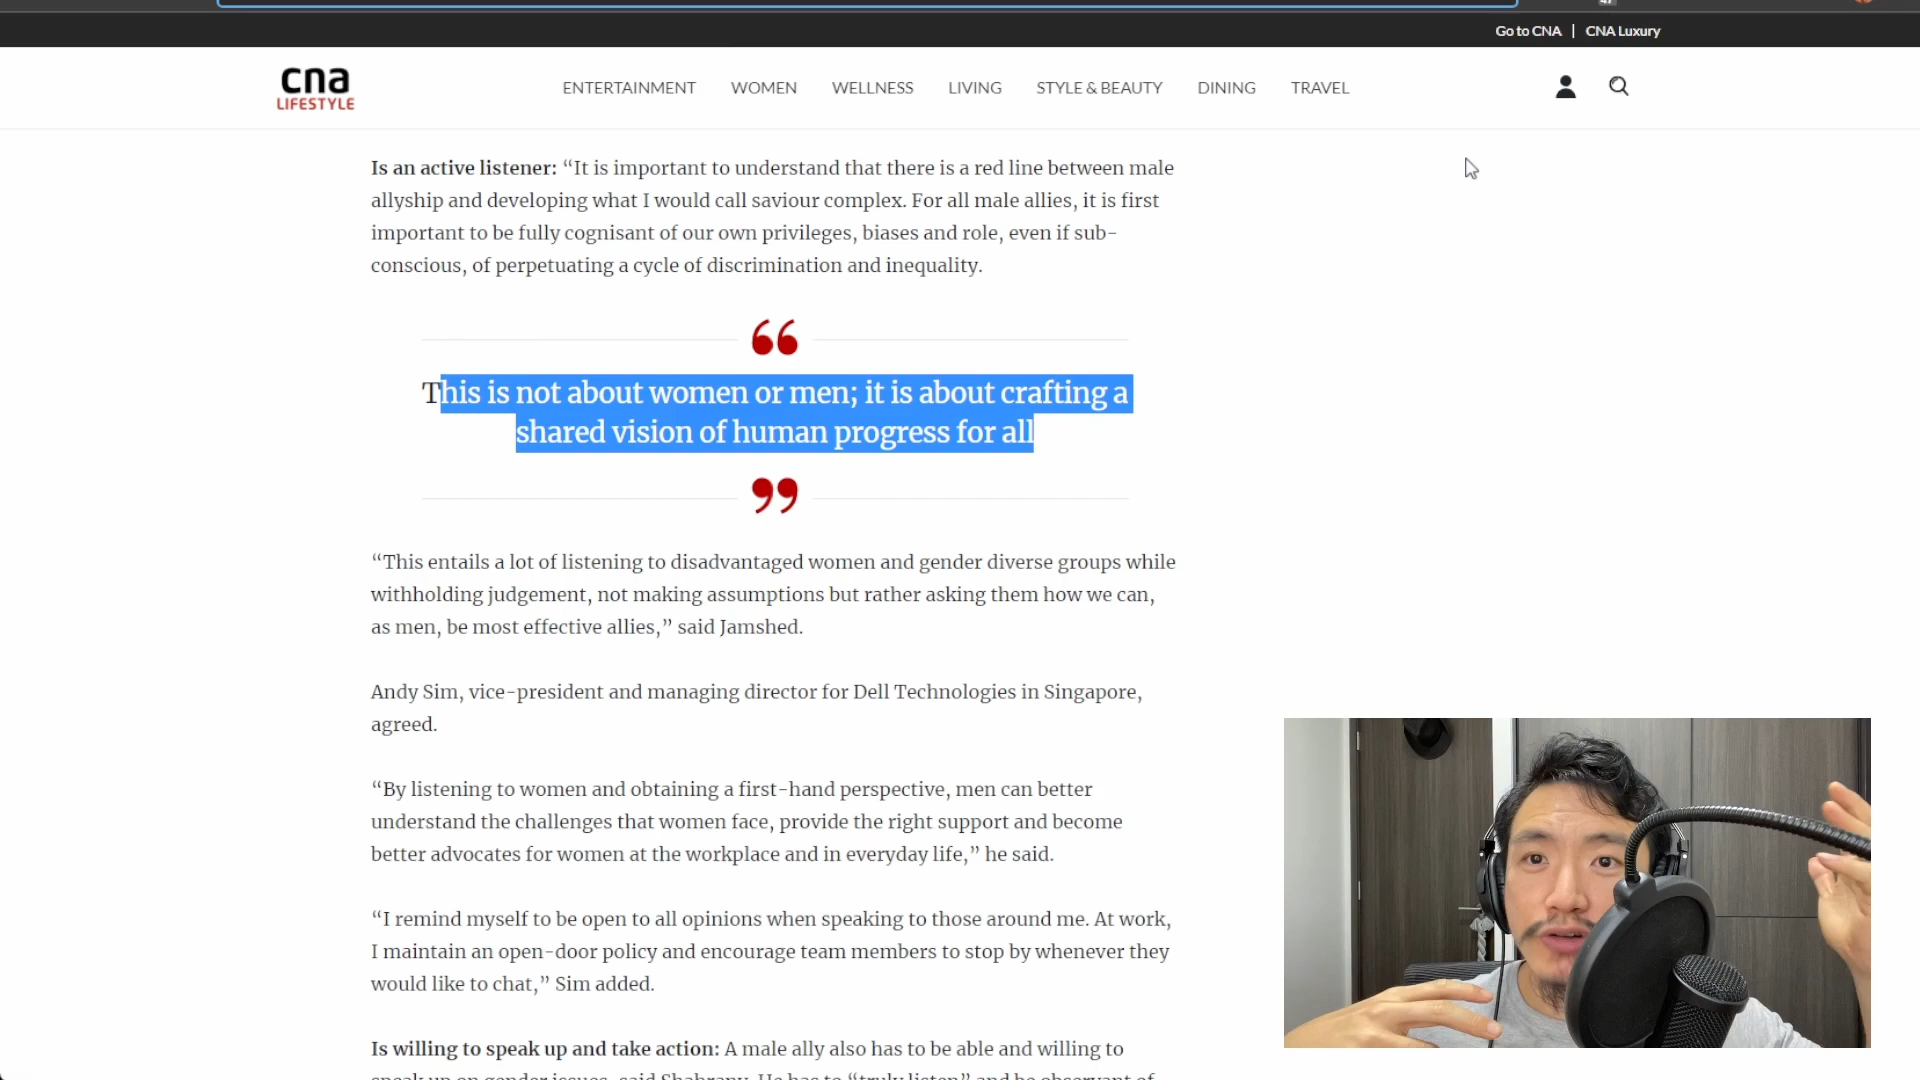 Go to CNA | CNA Luxury
cna
LIFESTYLE
ENTERTAINMENT WOMEN WELLNESS LIVING STYLE & BEAUTY DINING TRAVEL
Is an active listener: “It is important to understand that there is a red line between male
allyship and developing what I would call saviour complex. For all male allies, it is first
important to be fully cognisant of our own privileges, biases and role, even if sub-
conscious, of perpetuating a cycle of discrimination and inequality.
“
This is not about women or men; it is about crafting a
shared vision of human progress for all
”
“This entails a lot of listening to disadvantaged women and gender diverse groups while
withholding judgement, not making assumptions but rather asking them how we can,
as men, be most effective allies,” said Jamshed.
Andy Sim, vice-president and managing director for Dell Technologies in Singapore,
agreed.
“By listening to women and obtaining a first-hand perspective, men can better
understand the challenges that women face, provide the right support and become
better advocates for women at the workplace and in everyday life,” he said.
“I remind myself to be open to all opinions when speaking to those around me. At work,
I maintain an open-door policy and encourage team members to stop by whenever they
would like to chat,” Sim added.
Is willing to speak up and take action: A male ally also has to be able and willing to
speak up on gender issues, said Shahrany. He has to “truly listen” and be observant of